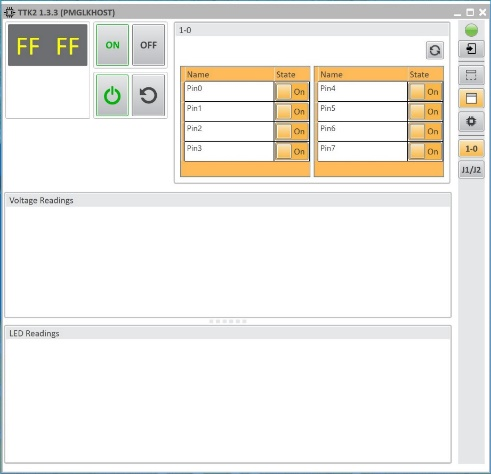 TTK2 1.3.3 (PMGLKHOST)
FF FF
ON OFF
1-0
Name State Name State
Pin0 On Pin4 On
Pin1 On Pin5 On
Pin2 On Pin6 On
Pin3 On Pin7 On
1-0
J1/J2
Voltage Readings
LED Readings